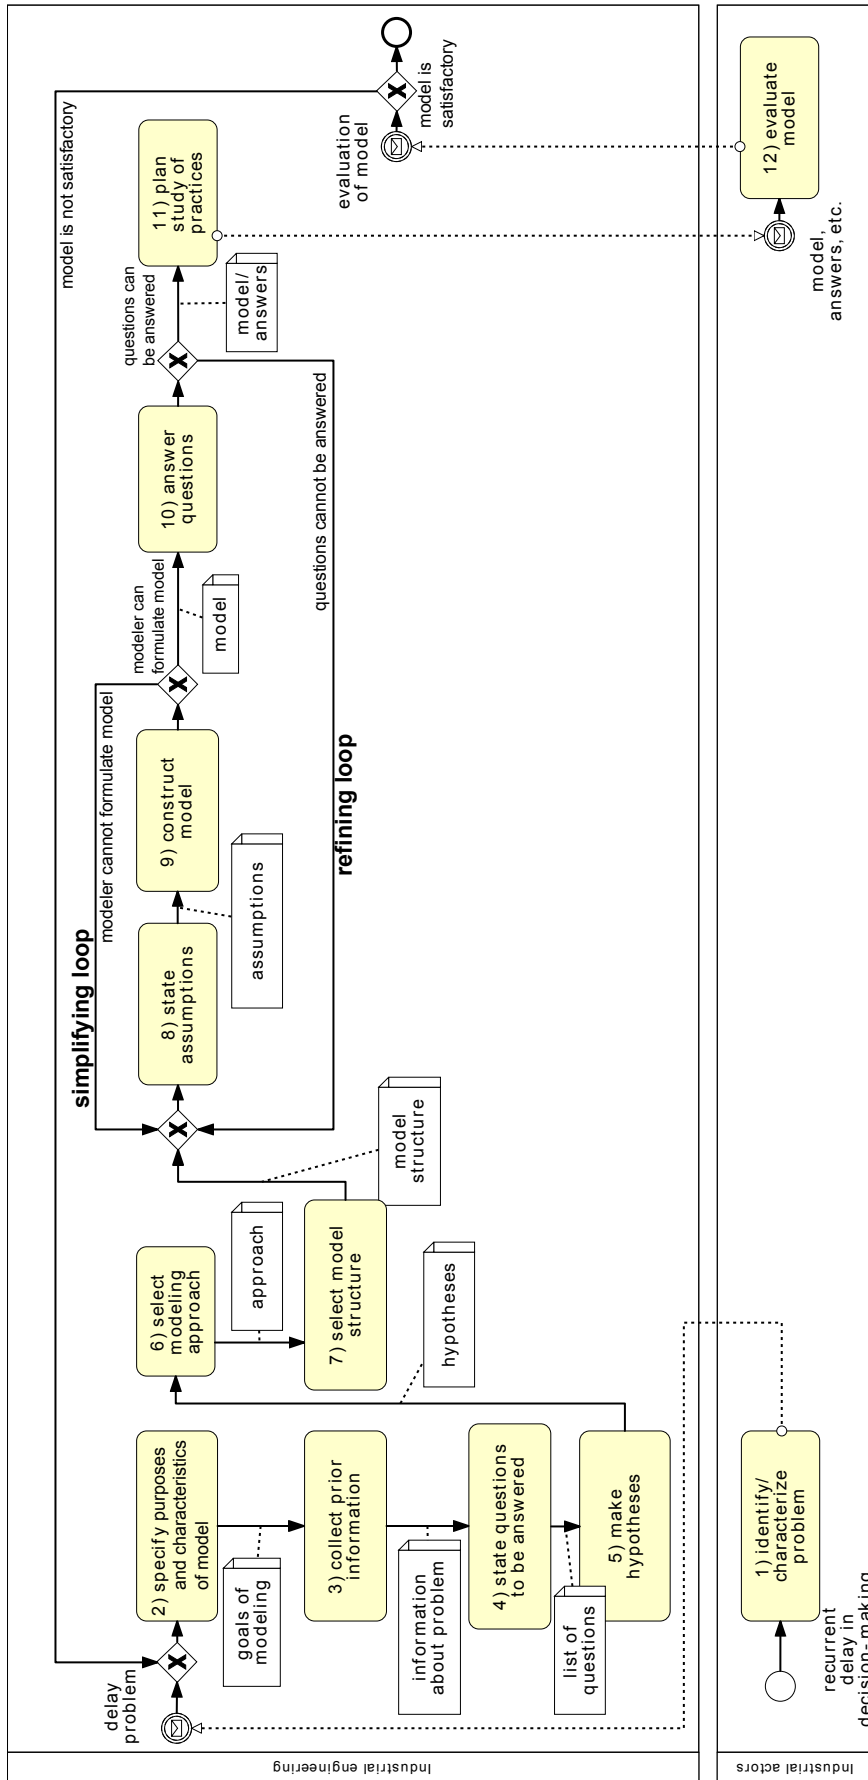 Industrial engineering
delay
problem
2) specify purposes
and characteristics
of model
goals of
modeling
3) collect prior
information
information
about problem
4) state questions
to be answered
list of
questions
5) make
hypotheses
hypotheses
6) select
modeling
approach
approach
7) select model
structure
model
structure
simplifying loop
modeler cannot formulate model
8) state
assumptions
assumptions
9) construct
model
refining loop
modeler can
formulate model
model
10) answer
questions
questions cannot be answered
questions can
be answered
model/
answers
11) plan
study of
practices
model is not satisfactory
evaluation
of model
model is
satisfactory
Industrial actors
recurrent
delay in
decision- making
1) identify/
characterize
problem
model,
answers, etc.
12) evaluate
model